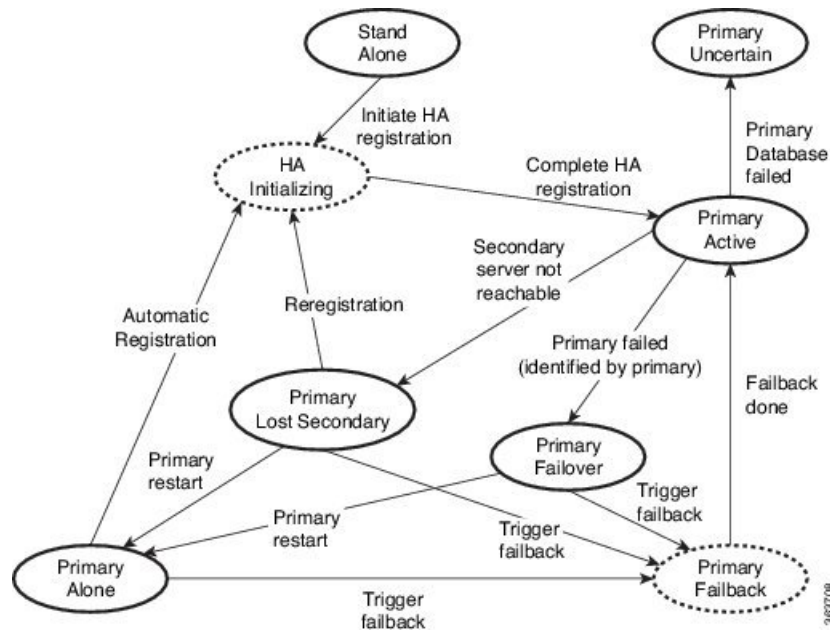 Stand
Alone
Primary
Uncertain
Initiate HA
registration
Primary
Database
failed
HA
Initializing
Complete HA
registration
Primary
Active
Secondary
server not
reachable
Automatic
Registration
Reregistration
Primary failed
(identified by primary)
Failback
done
Primary
Lost Secondary
Primary
Failover
Primary
restart
Trigger
failback
Primary
restart
Trigger
failback
Primary
Alone
Primary
Failback
Trigger
failback